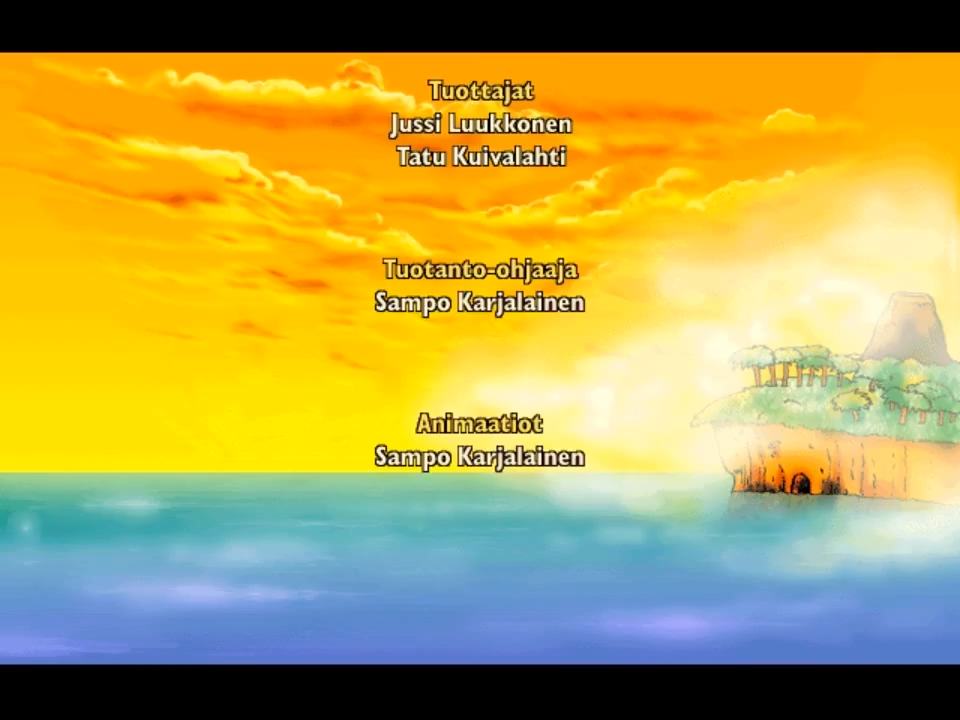 Tuottajat
Jussi Luukkonen
Tatu Kuivalahti
Tuotanto-ohjaaja
Sampo Karjalainen
Animaatiot
Sampo Karjalainen